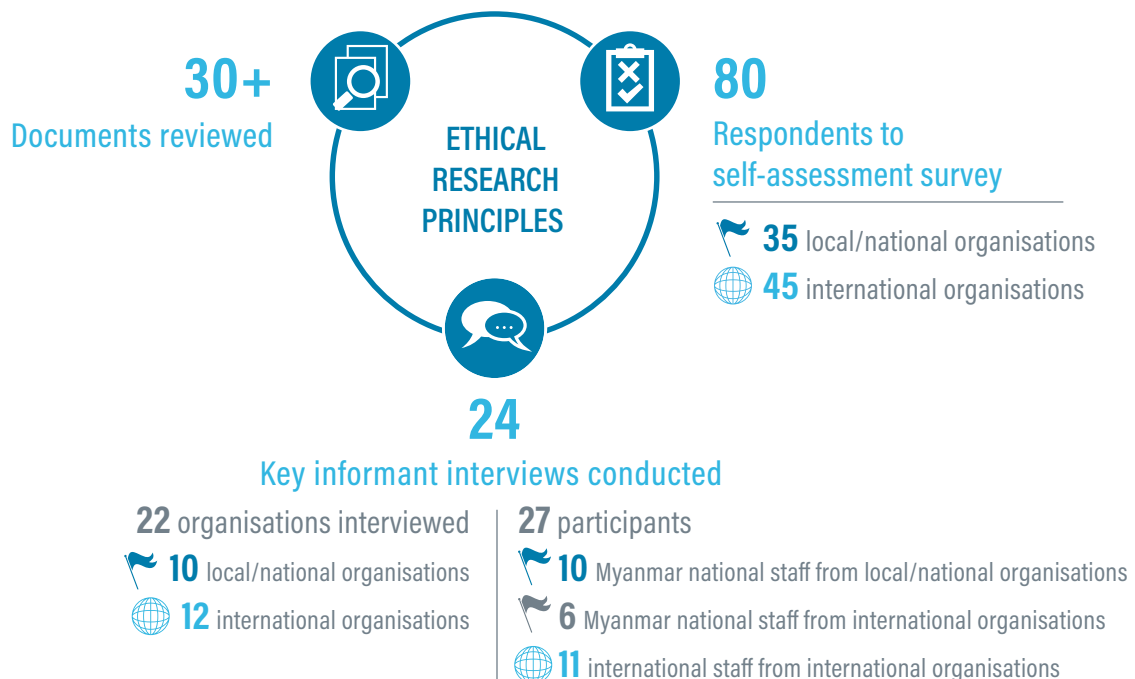 30+
Documents reviewed
ETHICAL
RESEARCH
PRINCIPLES
80
Respondents to
self-assessment survey
35 local/national organisations
45 international organisations
24
Key informant interviews conducted
22 organisations interviewed
10 local/national organisations
12 international organisations
27 participants
10 Myanmar national staff from local/national organisations
6 Myanmar national staff from international organisations
11 international staff from international organisations